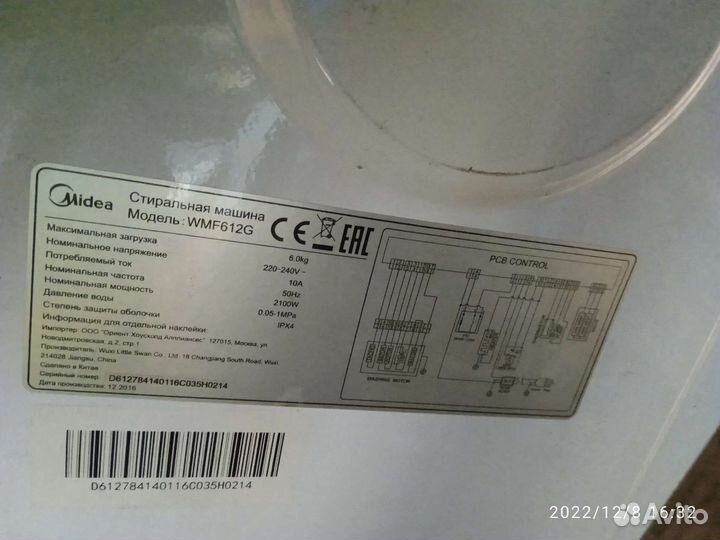 Midea
Стиральная машина
Модель: WMF612G
CE
EAC
Максимальная загрузка 6.0kg
Номинальное напряжение 220-240V~
Потребляемый ток 10A
Номинальная частота 50Hz
Номинальная мощность 2100W
Давление воды 0.05-1MPa
Степень защиты оболочки IPX4
Информация для отдельной наклейки:
Импортер: ООО "Ориент Хоусхолд Апплиансес" 127015, Москва, ул.
Новодмитровская, д.2, стр.1
Производитель: Wuxi Little Swan Co., Ltd. 18 Changjiang South Road, Wuxi,
214028 Jiangsu, China
Сделано в Китае
Серийный номер: D612784140116C035H0214
Дата производства: 12.2016
PCB CONTROL
WASHING MOTOR
D612784140116C035H0214
2022/12/8 16:32
Avito